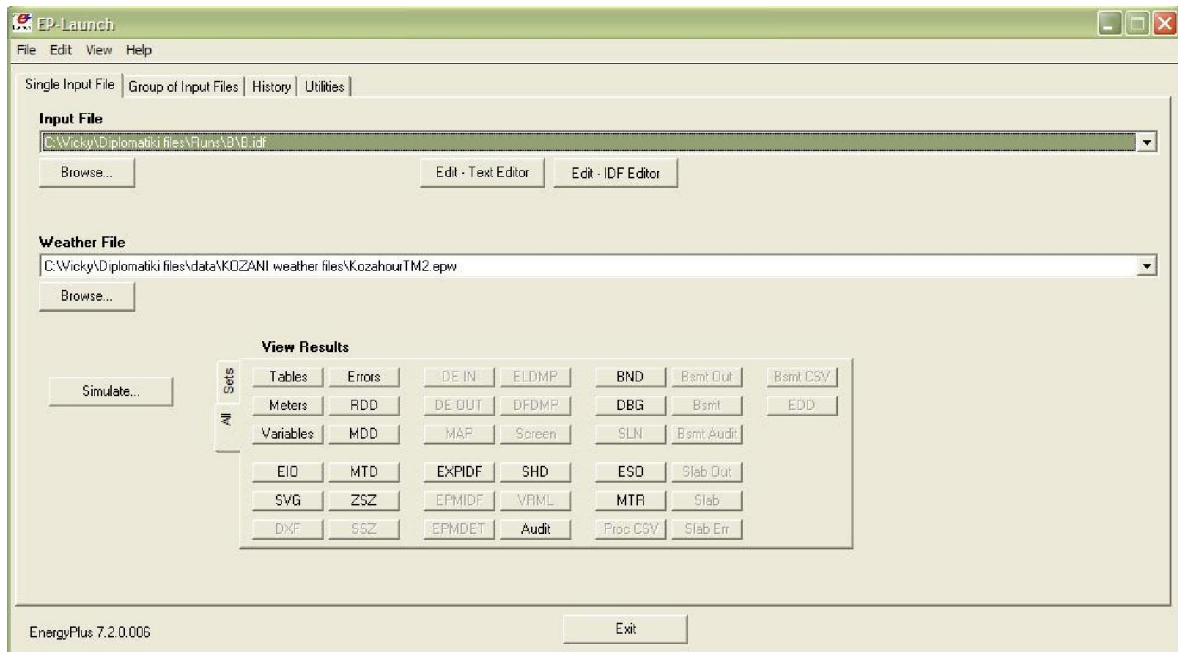 EP-Launch
File Edit View Help
Single Input File Group of Input Files History Utilities
Input File
C:\Vicky\Diplomatiki files\Runs\B\B.idf
Browse... Edit - Text Editor Edit - IDF Editor
Weather File
C:\Vicky\Diplomatiki files\data\KOZANI weather files\KozahourTM2.epw
Browse...
View Results
Simulate...
Sets
All
Tables Errors DE IN ELDMP BND Bsmt Out Bsmt CSV
Meters RDD DE OUT DFDMP DBG Bsmt EDD
Variables MDD MAP Screen SLN Bsmt Audit
EIO MTD EXPIDF SHD ESO Slab Out
SVG ZSZ EPMIDF VRML MTR Slab
DXF SSZ EPMDET Audit Proc CSV Slab Err
EnergyPlus 7.2.0.006 Exit